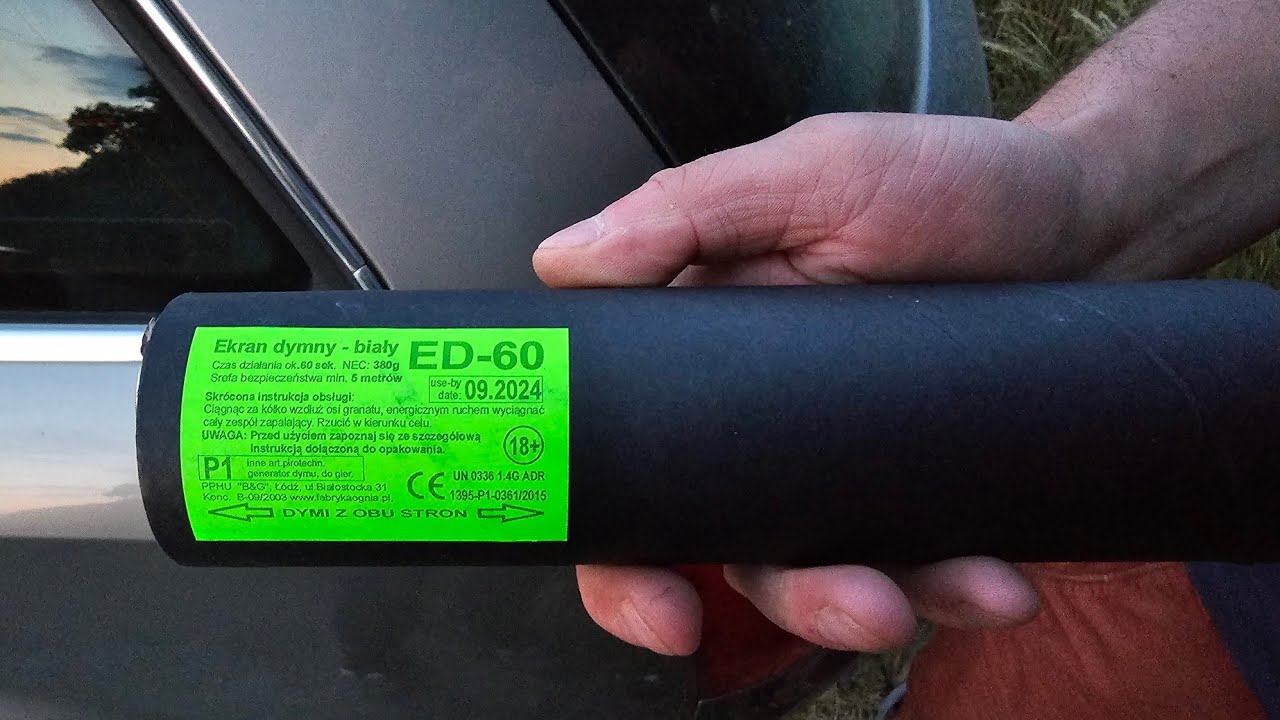 Ekran dymny - biały ED-60
Czas działania ok.60 sek. NEC: 380g
Srefa bezpieczeństwa min. 5 metrów
use-by
date: 09.2024
Skrócona instrukcja obsługi:
Ciągnąc za kółko wzdłuż osi granatu, energicznym ruchem wyciągnąć
cały zespół zapalający. Rzucić w kierunku celu.
UWAGA: Przed użyciem zapoznaj się ze szczegółową
instrukcją dołączoną do opakowania.
18+
P1 inne art.pirotechn.
generator dymu, do gier.
UN 0336 1.4G ADR
PPHU "B&G", Łódź, ul.Białostocka 31
Konc. B-09/2003 www.fabrykaognia.pl
CE 1395-P1-0361/2015
DYMI Z OBU STRON